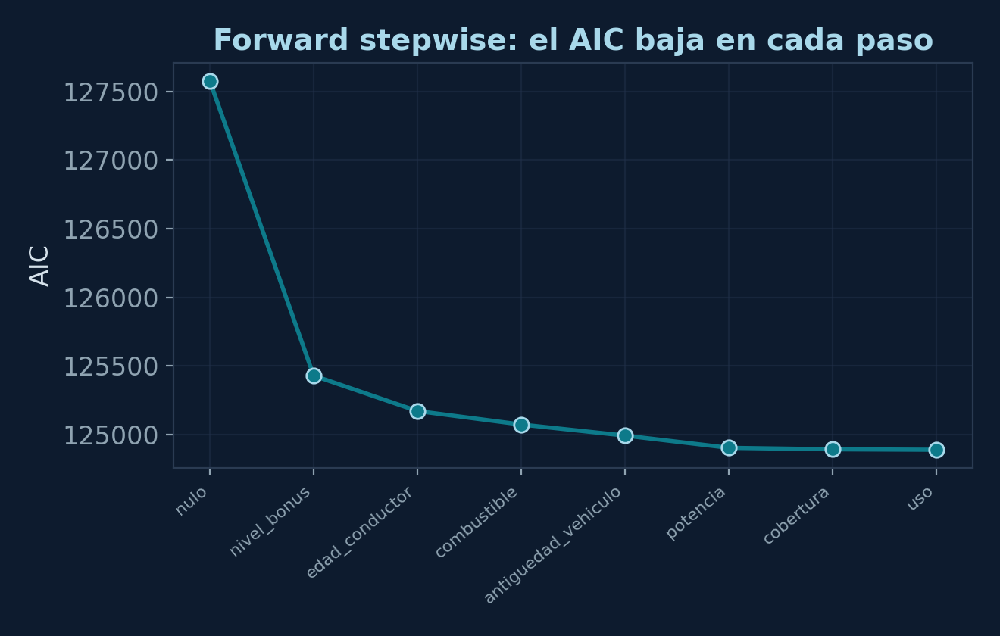 Forward stepwise: el AIC baja en cada paso
127500
127000
126500
126000
125500
125000
AIC
nulo
nivel_bonus
edad_conductor
combustible
antiguedad_vehiculo
potencia
cobertura
uso